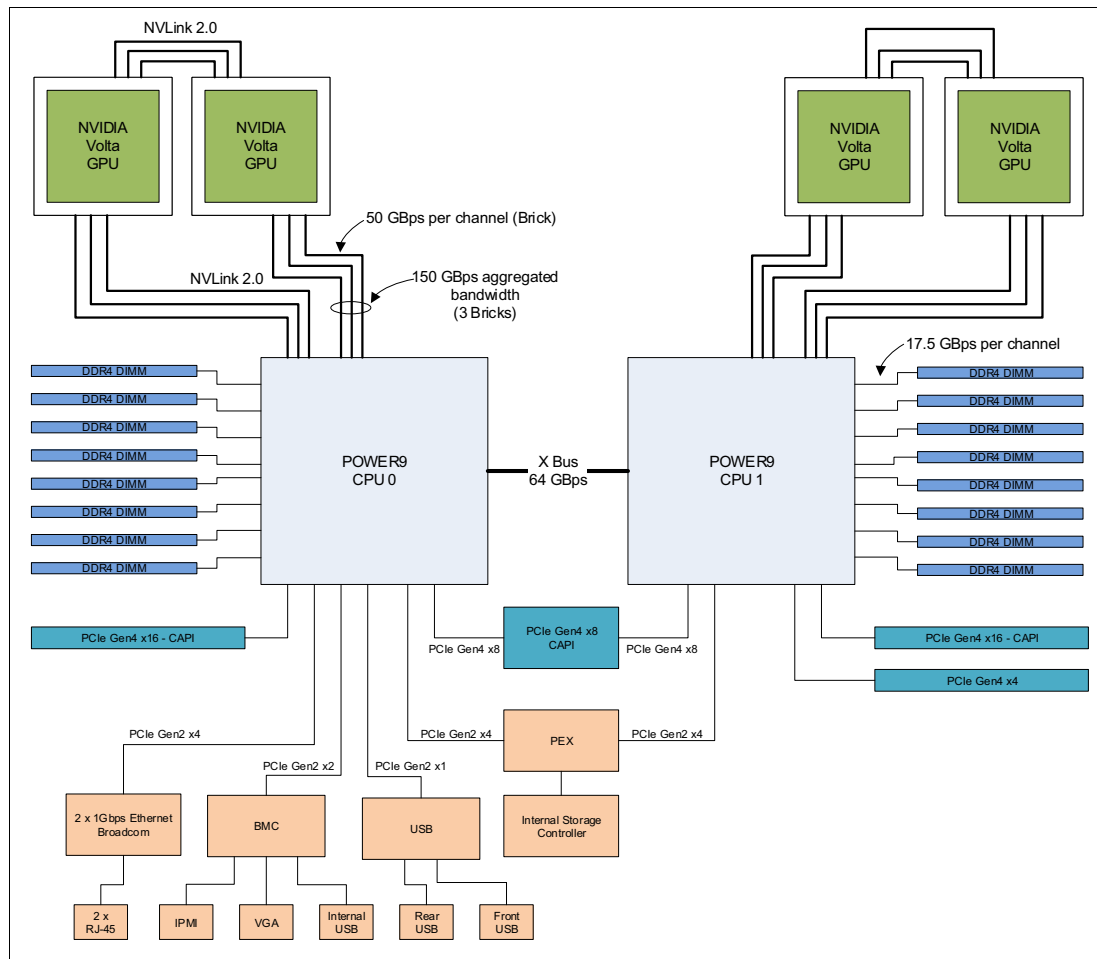 NVLink 2.0
NVIDIA
Volta
GPU
NVIDIA
Volta
GPU
NVIDIA
Volta
GPU
NVIDIA
Volta
GPU
50 GBps per channel (Brick)
NVLink 2.0
150 GBps aggregated
bandwidth
(3 Bricks)
17.5 GBps per channel
DDR4 DIMM
DDR4 DIMM
DDR4 DIMM
DDR4 DIMM
DDR4 DIMM
DDR4 DIMM
DDR4 DIMM
DDR4 DIMM
POWER9
CPU 0
X Bus
64 GBps
POWER9
CPU 1
DDR4 DIMM
DDR4 DIMM
DDR4 DIMM
DDR4 DIMM
DDR4 DIMM
DDR4 DIMM
DDR4 DIMM
DDR4 DIMM
PCIe Gen4 x16 - CAPI
PCIe Gen4 x8
PCIe Gen4 x8
CAPI
PCIe Gen4 x8
PCIe Gen4 x16 - CAPI
PCIe Gen4 x4
PCIe Gen2 x4
PCIe Gen2 x2
PCIe Gen2 x1
PCIe Gen2 x4
PEX
PCIe Gen2 x4
2 x 1Gbps Ethernet
Broadcom
BMC
USB
Internal Storage
Controller
2 x
RJ-45
IPMI
VGA
Internal
USB
Rear
USB
Front
USB